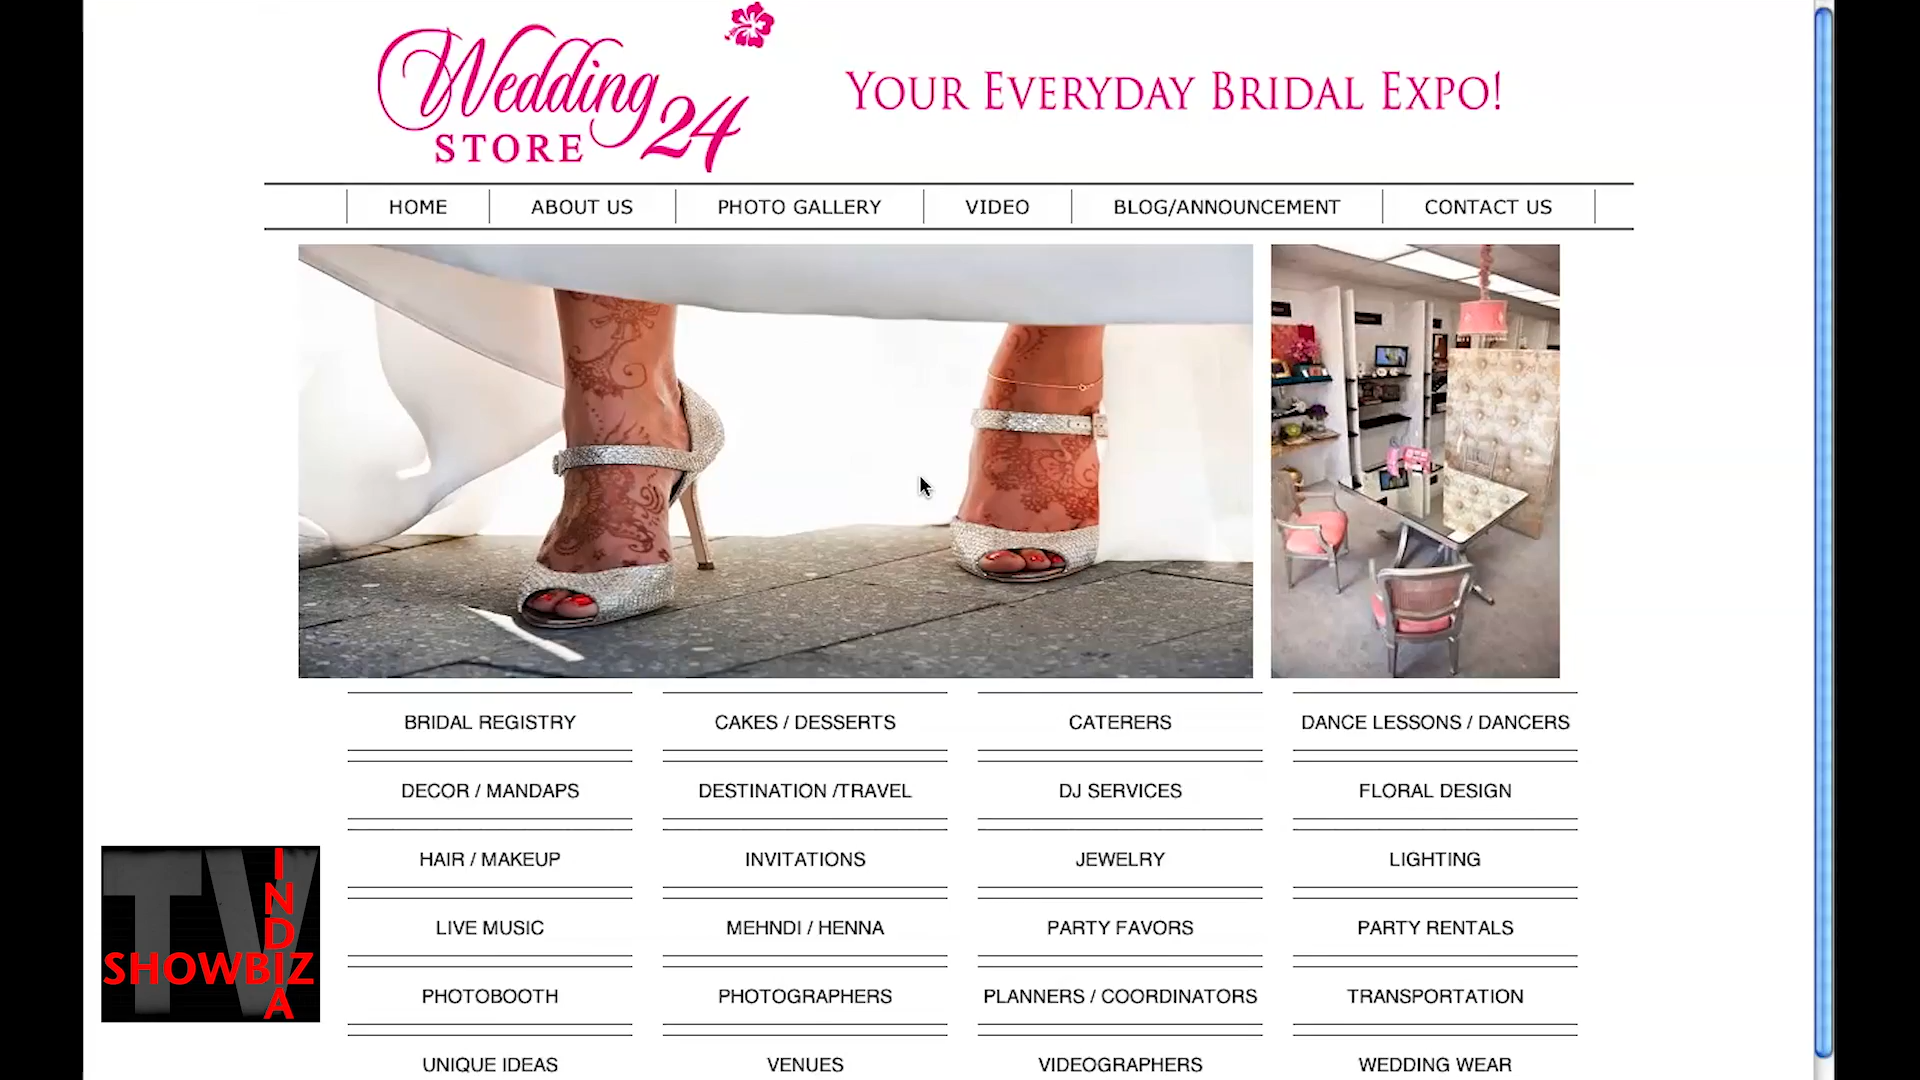 Wedding
STORE 24
YOUR EVERYDAY BRIDAL EXPO!
HOME
ABOUT US
PHOTO GALLERY
VIDEO
BLOG/ANNOUNCEMENT
CONTACT US
BRIDAL REGISTRY
CAKES / DESSERTS
CATERERS
DANCE LESSONS / DANCERS
DECOR / MANDAPS
DESTINATION /TRAVEL
DJ SERVICES
FLORAL DESIGN
HAIR / MAKEUP
INVITATIONS
JEWELRY
LIGHTING
LIVE MUSIC
MEHNDI / HENNA
PARTY FAVORS
PARTY RENTALS
PHOTOBOOTH
PHOTOGRAPHERS
PLANNERS / COORDINATORS
TRANSPORTATION
UNIQUE IDEAS
VENUES
VIDEOGRAPHERS
WEDDING WEAR
TV
INDIA
SHOWBIZ